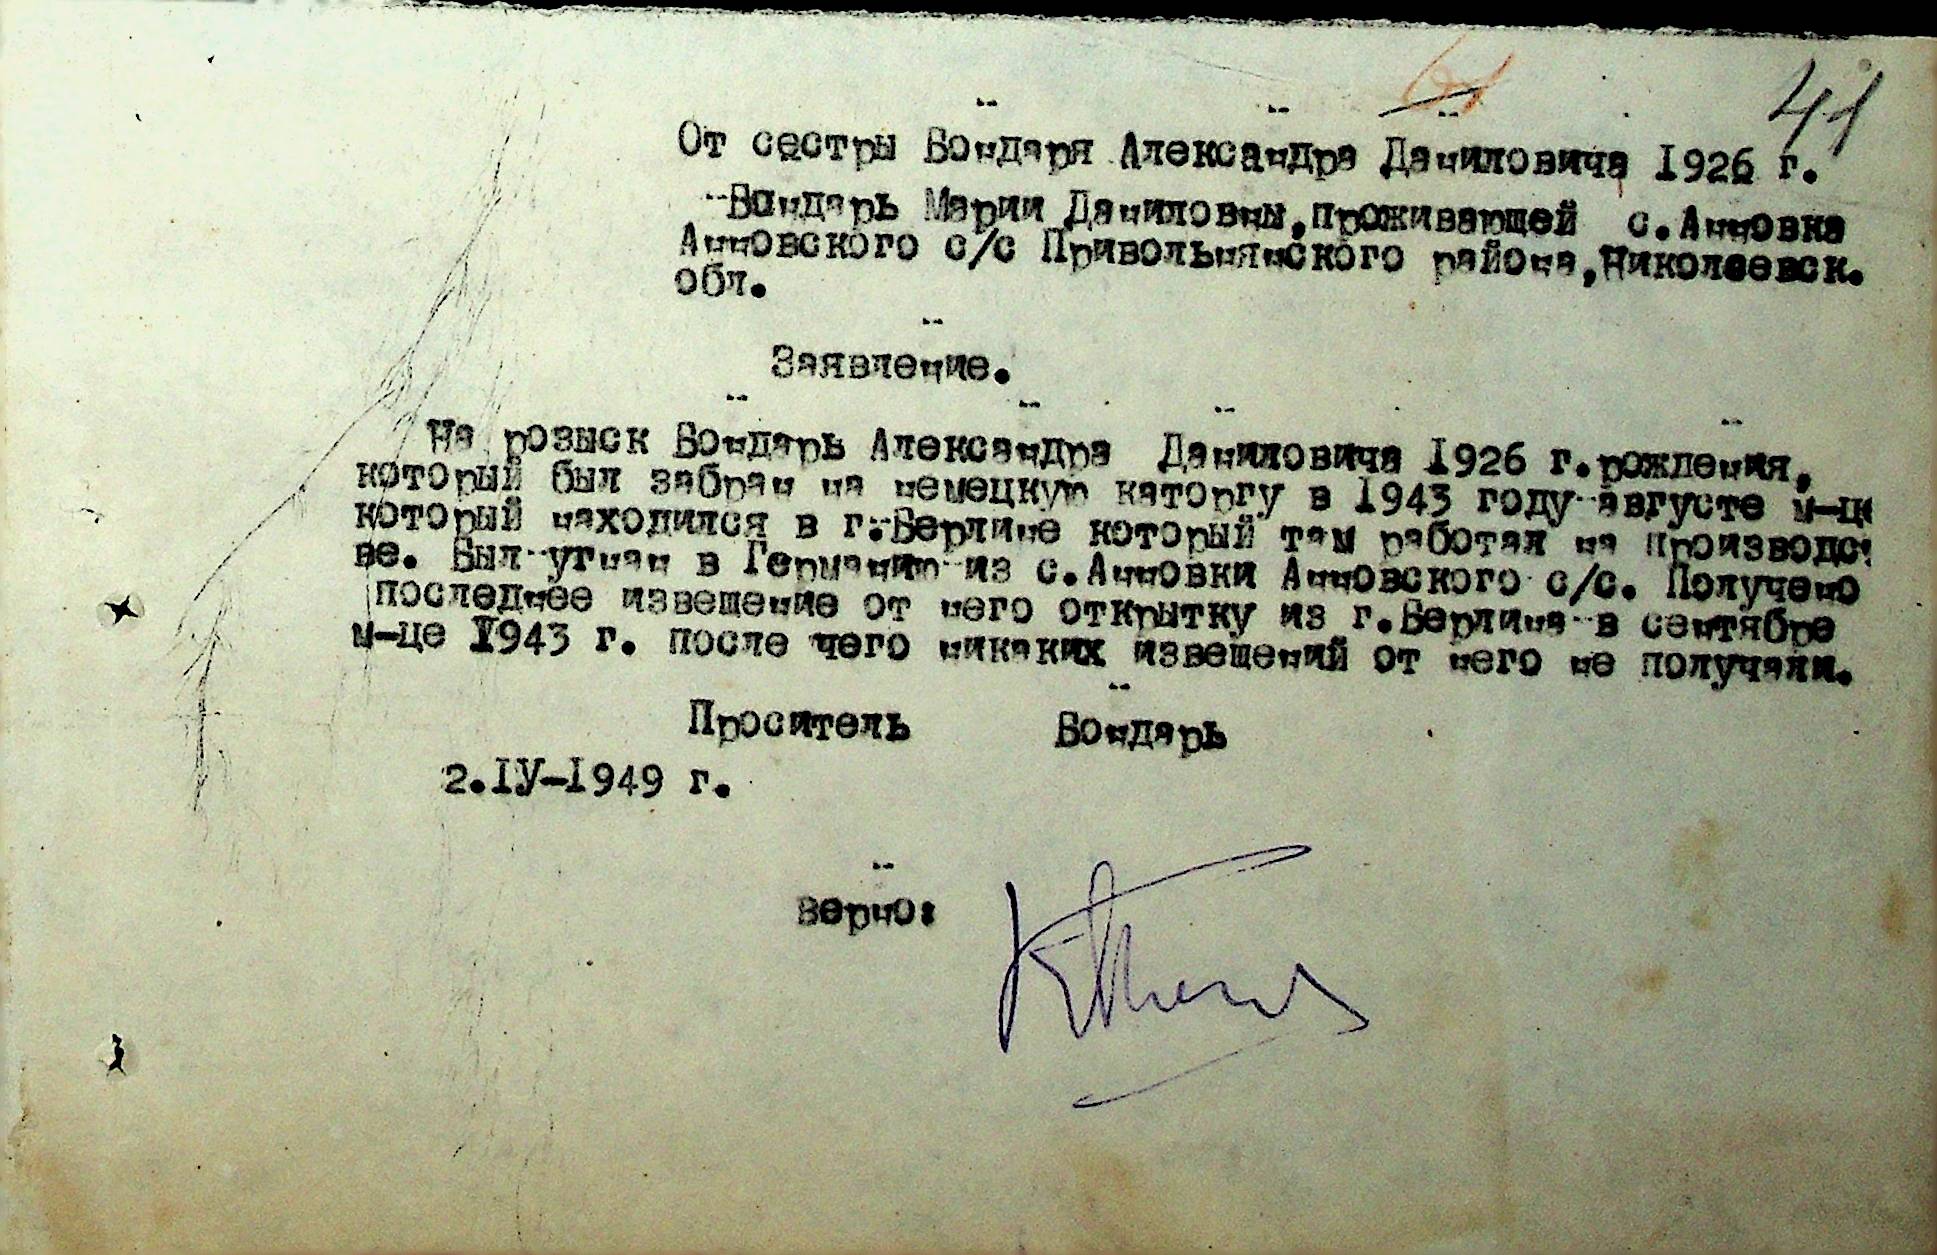 41
От сестры Бондаря Александра Даниловича 1926 г.
Бондарь Марии Даниловны, проживающей с.Анновка
Анновского с/с Привольнянского района, Николаевск.
обл.
Заявление.
На розыск Бондарь Александра Даниловича 1926 г.рождения,
который был забран на немецкую каторгу в 1943 году августе м-це
который находился в г.Берлине который там работал на производст
ве. Был угнан в Германию из с.Анновки Анновского с/с. Получено
последнее извещение от него открытку из г.Берлина в сентябре
м-це 1943 г. после чего никаких извещений от него не получали.
Проситель Бондарь
2.IУ-1949 г.
верно: